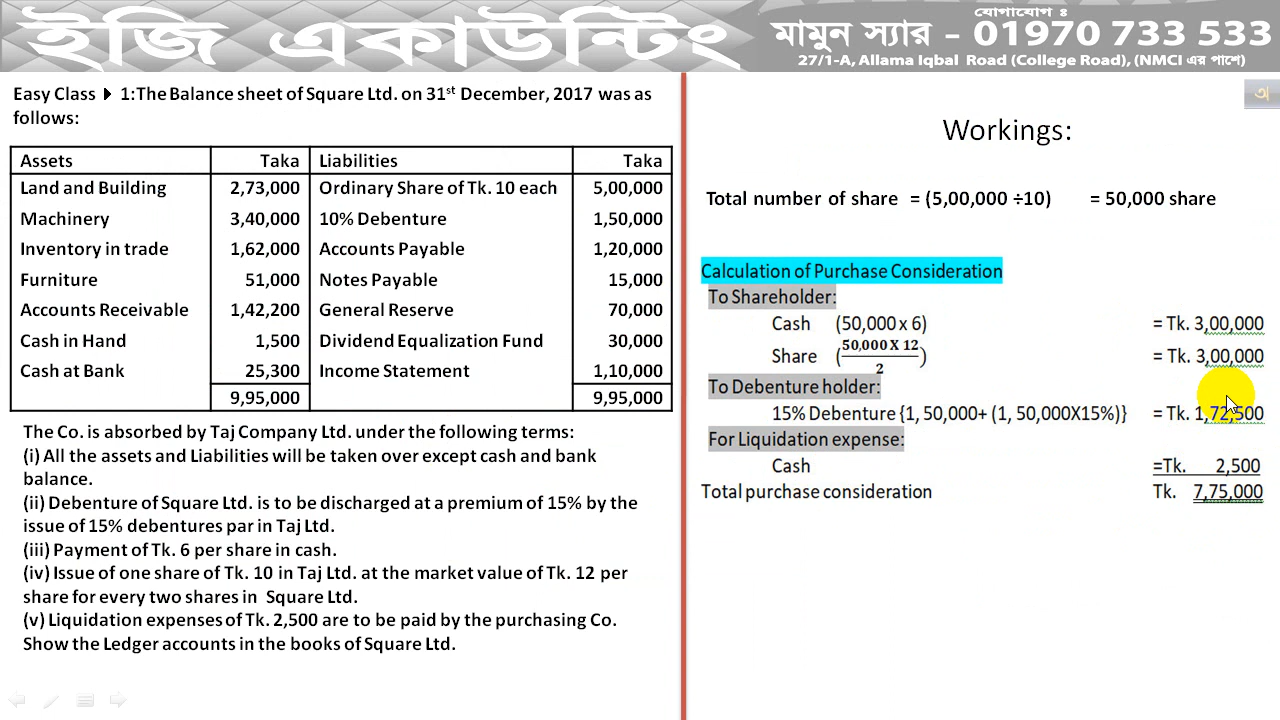 ইজি একাউন্টিং
যোগাযোগ ঃ
মামুন স্যার – 01970 733 533
27/1-A, Allama Iqbal Road (College Road), (NMCI এর পাশে)
Easy Class 1:The Balance sheet of Square Ltd. on 31st December, 2017 was as
follows:
Assets Taka Liabilities Taka
Land and Building 2,73,000 Ordinary Share of Tk. 10 each 5,00,000
Machinery 3,40,000 10% Debenture 1,50,000
Inventory in trade 1,62,000 Accounts Payable 1,20,000
Furniture 51,000 Notes Payable 15,000
Accounts Receivable 1,42,200 General Reserve 70,000
Cash in Hand 1,500 Dividend Equalization Fund 30,000
Cash at Bank 25,300 Income Statement 1,10,000
9,95,000 9,95,000
The Co. is absorbed by Taj Company Ltd. under the following terms:
(i) All the assets and Liabilities will be taken over except cash and bank
balance.
(ii) Debenture of Square Ltd. is to be discharged at a premium of 15% by the
issue of 15% debentures par in Taj Ltd.
(iii) Payment of Tk. 6 per share in cash.
(iv) Issue of one share of Tk. 10 in Taj Ltd. at the market value of Tk. 12 per
share for every two shares in Square Ltd.
(v) Liquidation expenses of Tk. 2,500 are to be paid by the purchasing Co.
Show the Ledger accounts in the books of Square Ltd.
অ
Workings:
Total number of share = (5,00,000 ÷10) = 50,000 share
Calculation of Purchase Consideration
To Shareholder:
Cash (50,000 x 6) = Tk. 3,00,000
Share (50,000 X 12 / 2) = Tk. 3,00,000
To Debenture holder:
15% Debenture {1, 50,000+ (1, 50,000X15%)} = Tk. 1,72,500
For Liquidation expense:
Cash =Tk. 2,500
Total purchase consideration Tk. 7,75,000